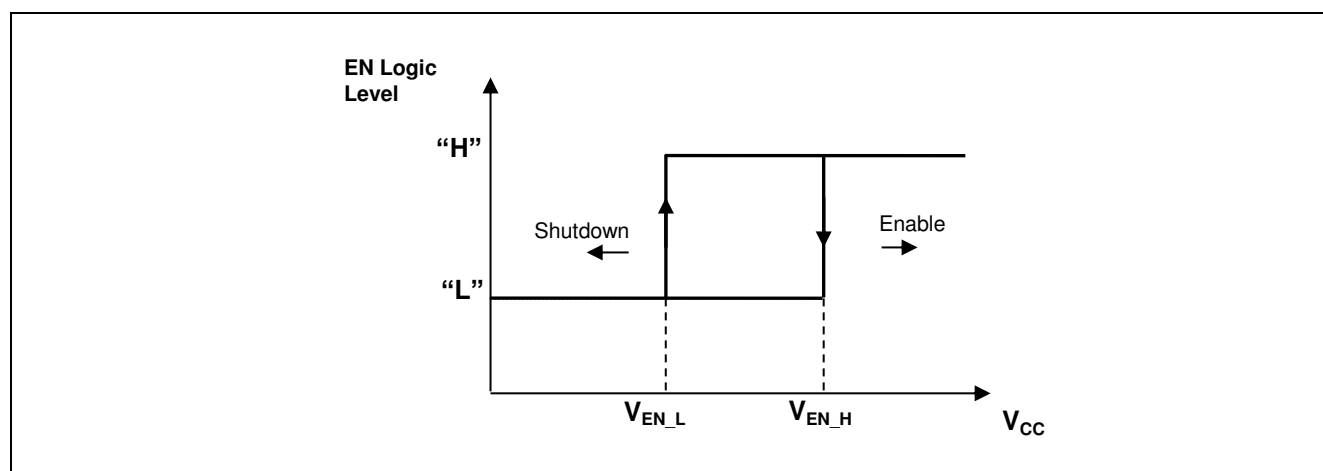 EN Logic
Level
“H”
Shutdown
Enable
“L”
VEN_L
VEN_H
VCC